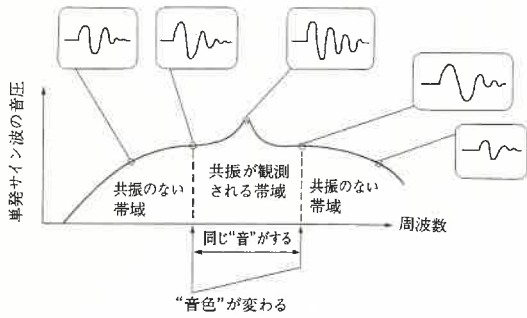 単発サイン波の音圧
共振のない
帯域
共振が観測
される帯域
共振のない
帯域
周波数
同じ“音”がする
“音色”が変わる